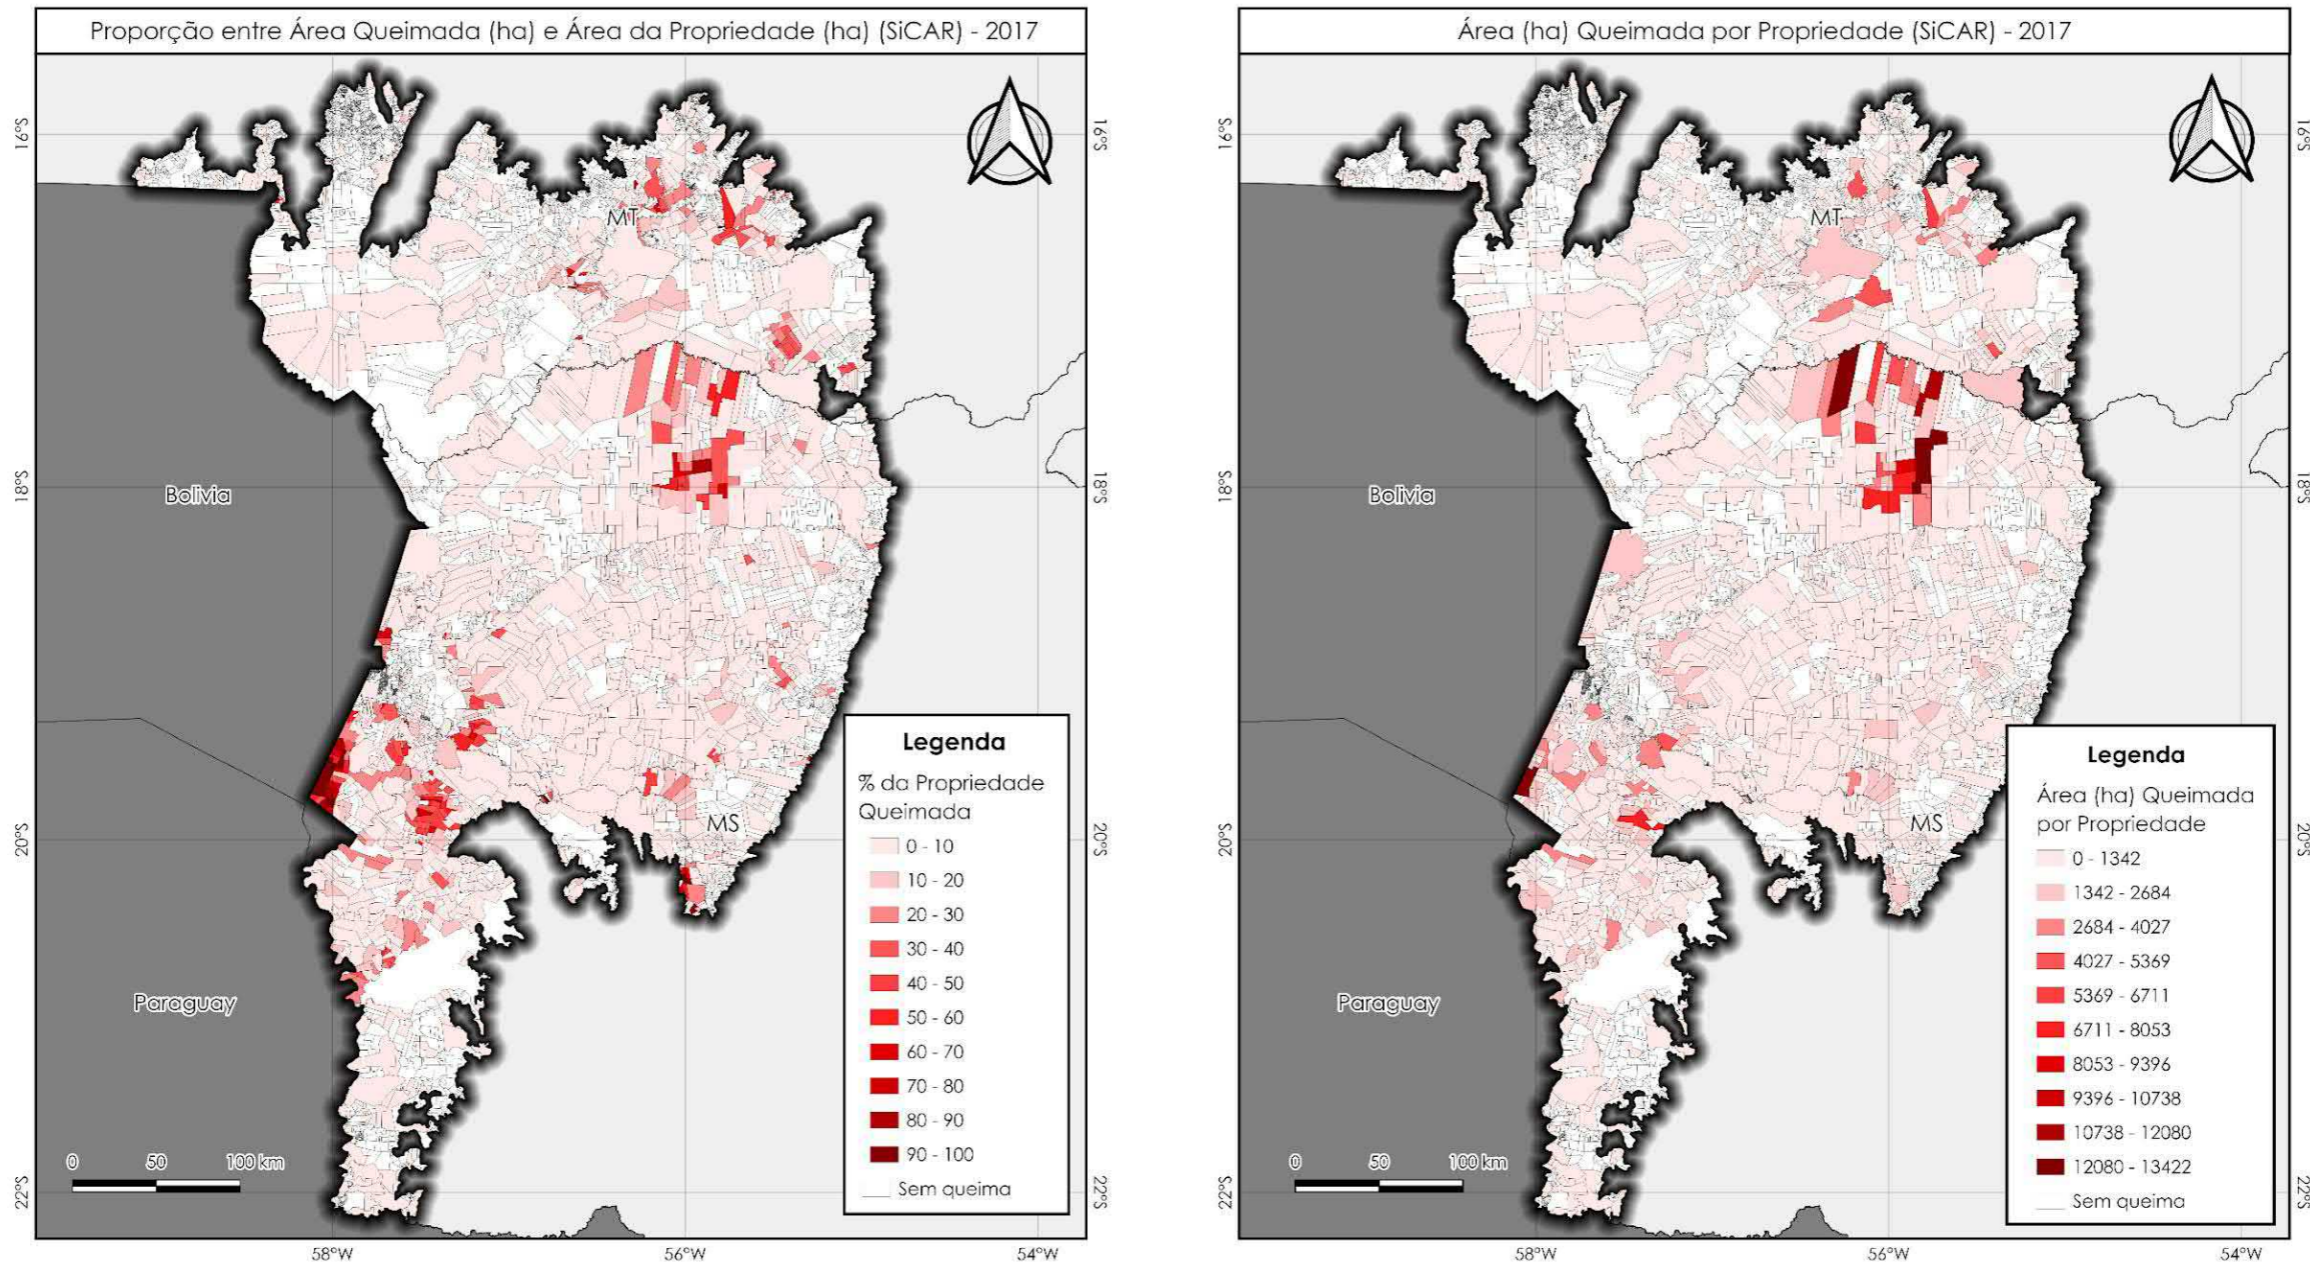 Proporção entre Área Queimada (ha) e Área da Propriedade (ha) (SiCAR) - 2017
16°S
16°S
MT
Bolivia
18°S
18°S
Legenda
% da Propriedade
Queimada
0 - 10
10 - 20
20 - 30
30 - 40
40 - 50
50 - 60
60 - 70
70 - 80
80 - 90
90 - 100
Sem queima
MS
20°S
20°S
Paraguay
0 50 100 km
22°S
22°S
58°W 56°W 54°W
Área (ha) Queimada por Propriedade (SiCAR) - 2017
16°S
16°S
MT
Bolivia
18°S
18°S
Legenda
Área (ha) Queimada
por Propriedade
0 - 1342
1342 - 2684
2684 - 4027
4027 - 5369
5369 - 6711
6711 - 8053
8053 - 9396
9396 - 10738
10738 - 12080
12080 - 13422
Sem queima
MS
20°S
20°S
Paraguay
0 50 100 km
22°S
22°S
58°W 56°W 54°W